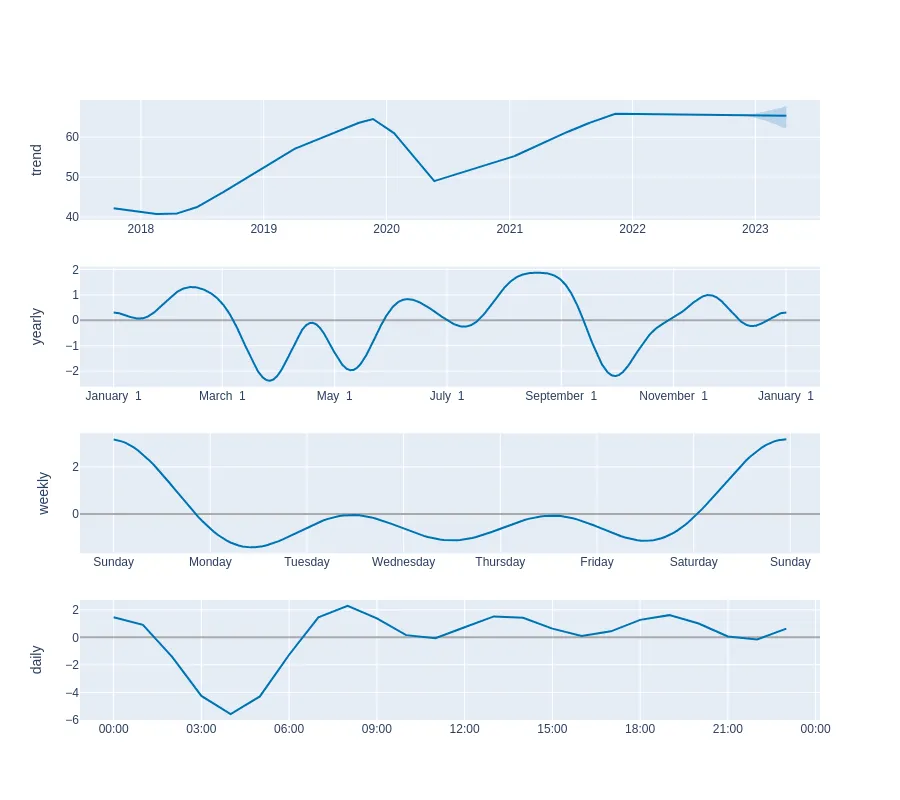 trend
60
50
40
2018 2019 2020 2021 2022 2023
yearly
2
1
0
−1
−2
January 1 March 1 May 1 July 1 September 1 November 1 January 1
weekly
2
0
Sunday Monday Tuesday Wednesday Thursday Friday Saturday Sunday
daily
2
0
−2
−4
−6
00:00 03:00 06:00 09:00 12:00 15:00 18:00 21:00 00:00